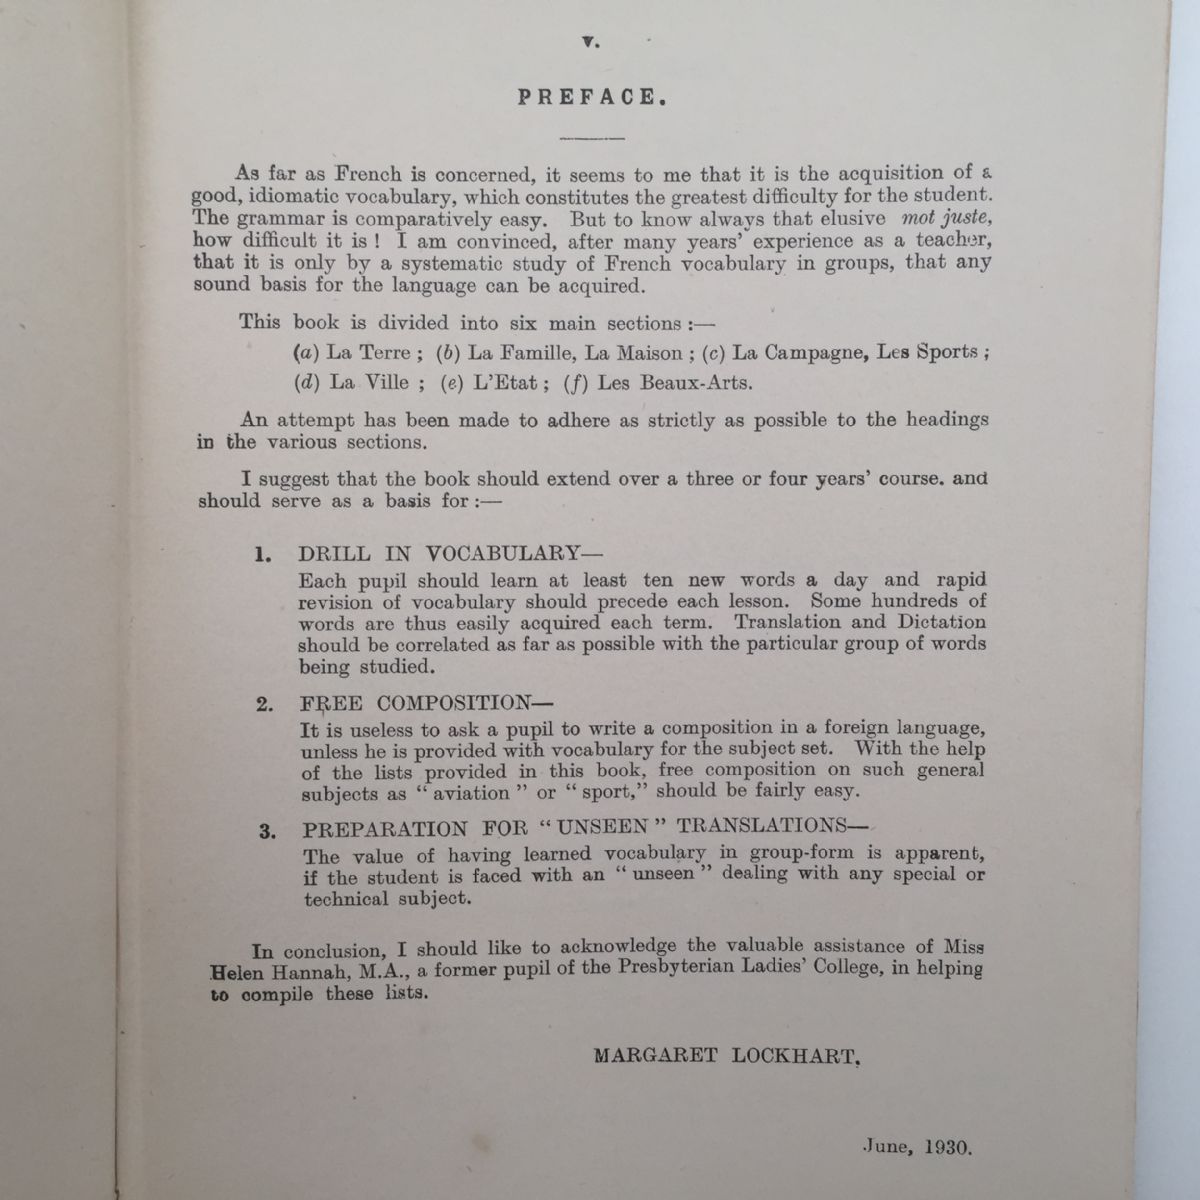 v.
PREFACE.
As far as French is concerned, it seems to me that it is the acquisition of a
good, idiomatic vocabulary, which constitutes the greatest difficulty for the student.
The grammar is comparatively easy. But to know always that elusive mot juste,
how difficult it is ! I am convinced, after many years' experience as a teacher,
that it is only by a systematic study of French vocabulary in groups, that any
sound basis for the language can be acquired.
This book is divided into six main sections :—
(a) La Terre ; (b) La Famille, La Maison ; (c) La Campagne, Les Sports ;
(d) La Ville ; (e) L'Etat ; (f) Les Beaux-Arts.
An attempt has been made to adhere as strictly as possible to the headings
in the various sections.
I suggest that the book should extend over a three or four years' course. and
should serve as a basis for :—
1. DRILL IN VOCABULARY—
Each pupil should learn at least ten new words a day and rapid
revision of vocabulary should precede each lesson. Some hundreds of
words are thus easily acquired each term. Translation and Dictation
should be correlated as far as possible with the particular group of words
being studied.
2. FREE COMPOSITION—
It is useless to ask a pupil to write a composition in a foreign language,
unless he is provided with vocabulary for the subject set. With the help
of the lists provided in this book, free composition on such general
subjects as " aviation " or " sport," should be fairly easy.
3. PREPARATION FOR " UNSEEN " TRANSLATIONS—
The value of having learned vocabulary in group-form is apparent,
if the student is faced with an " unseen " dealing with any special or
technical subject.
In conclusion, I should like to acknowledge the valuable assistance of Miss
Helen Hannah, M.A., a former pupil of the Presbyterian Ladies' College, in helping
to compile these lists.
MARGARET LOCKHART.
June, 1930.